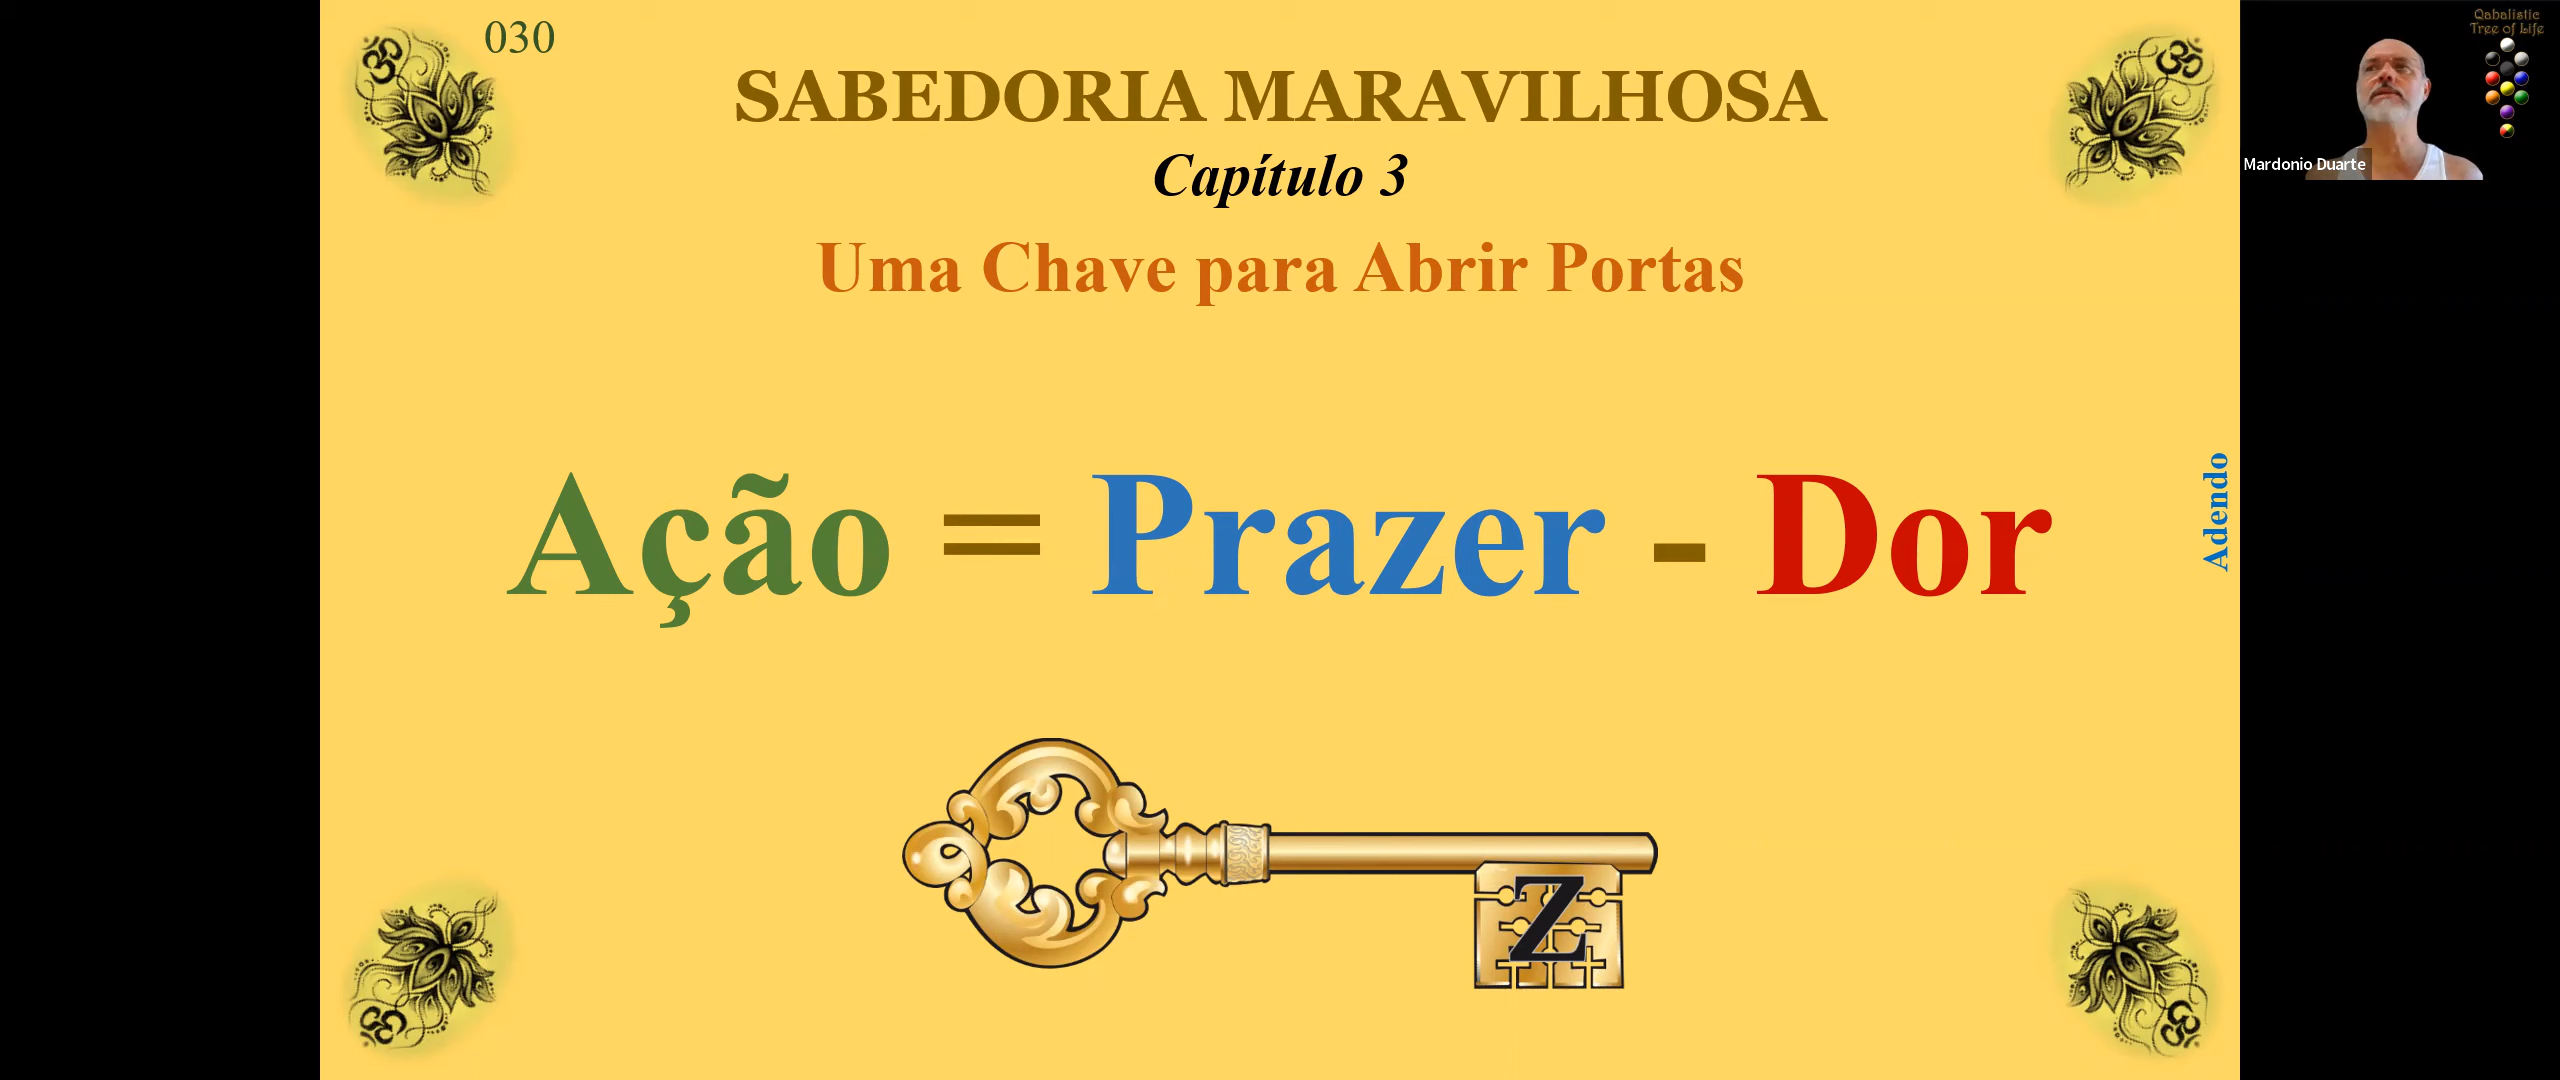 030
SABEDORIA MARAVILHOSA
Capítulo 3
Uma Chave para Abrir Portas
Ação = Prazer - Dor
Adendo
Z
Qabalistic
Tree of Life
Mardonio Duarte
ॐ
ॐ
ॐ
ॐ